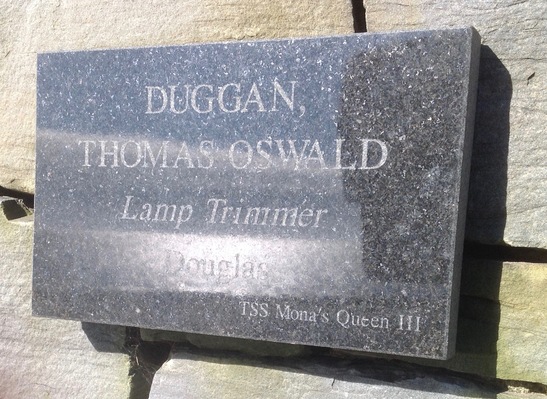 DUGGAN,
THOMAS OSWALD
Lamp Trimmer
Douglas
TSS Mona's Queen III